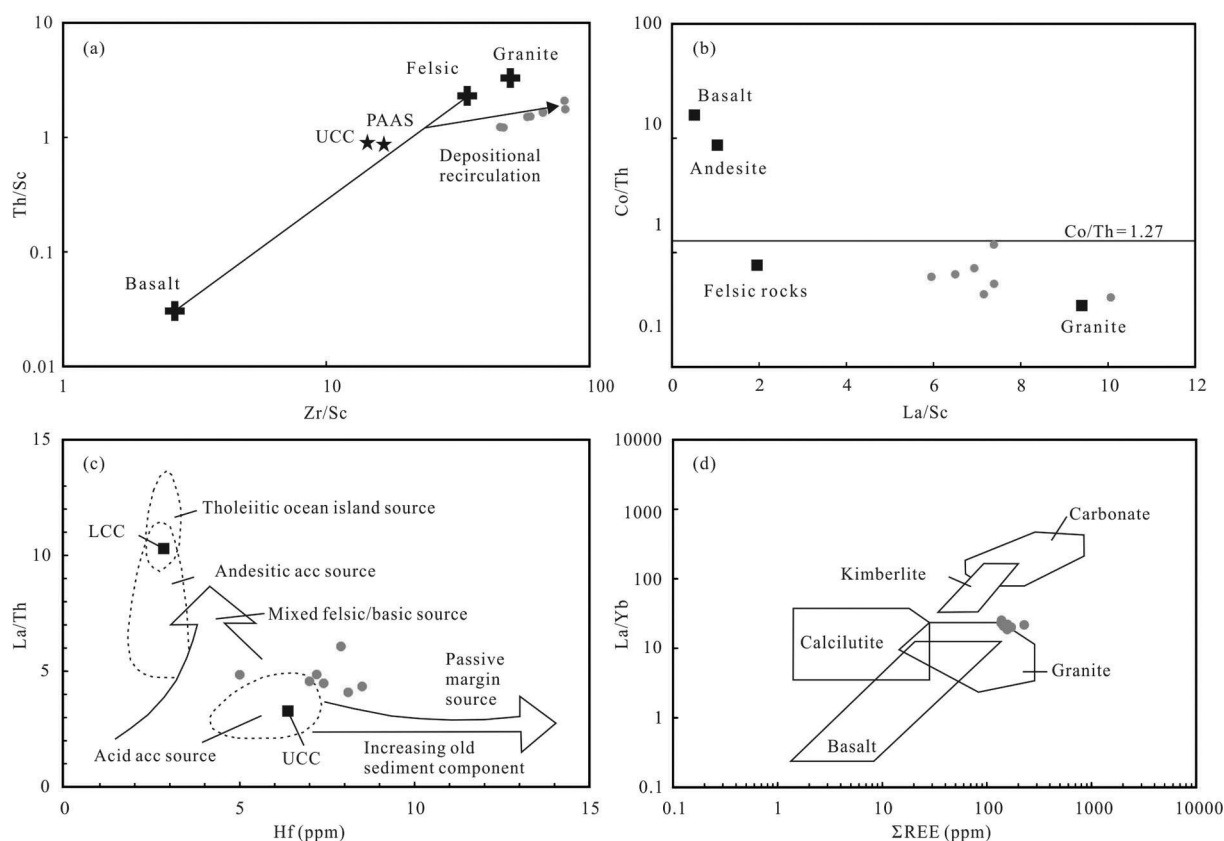 (a)
Th/Sc
10
1
0.1
0.01
Granite
Felsic
PAAS
UCC
Depositional
recirculation
Basalt
1
10
100
Zr/Sc
(b)
Co/Th
100
10
1
0.1
Basalt
Andesite
Co/Th=1.27
Felsic rocks
Granite
0
2
4
6
8
10
12
La/Sc
(c)
La/Th
15
10
5
0
Tholeiitic ocean island source
LCC
Andesitic acc source
Mixed felsic/basic source
Passive
margin
source
Acid acc source
UCC
Increasing old
sediment component
0
5
10
15
Hf (ppm)
(d)
La/Yb
10000
1000
100
10
1
0.1
Carbonate
Kimberlite
Calcilutite
Granite
Basalt
0.1
1
10
100
1000
10000
ΣREE (ppm)